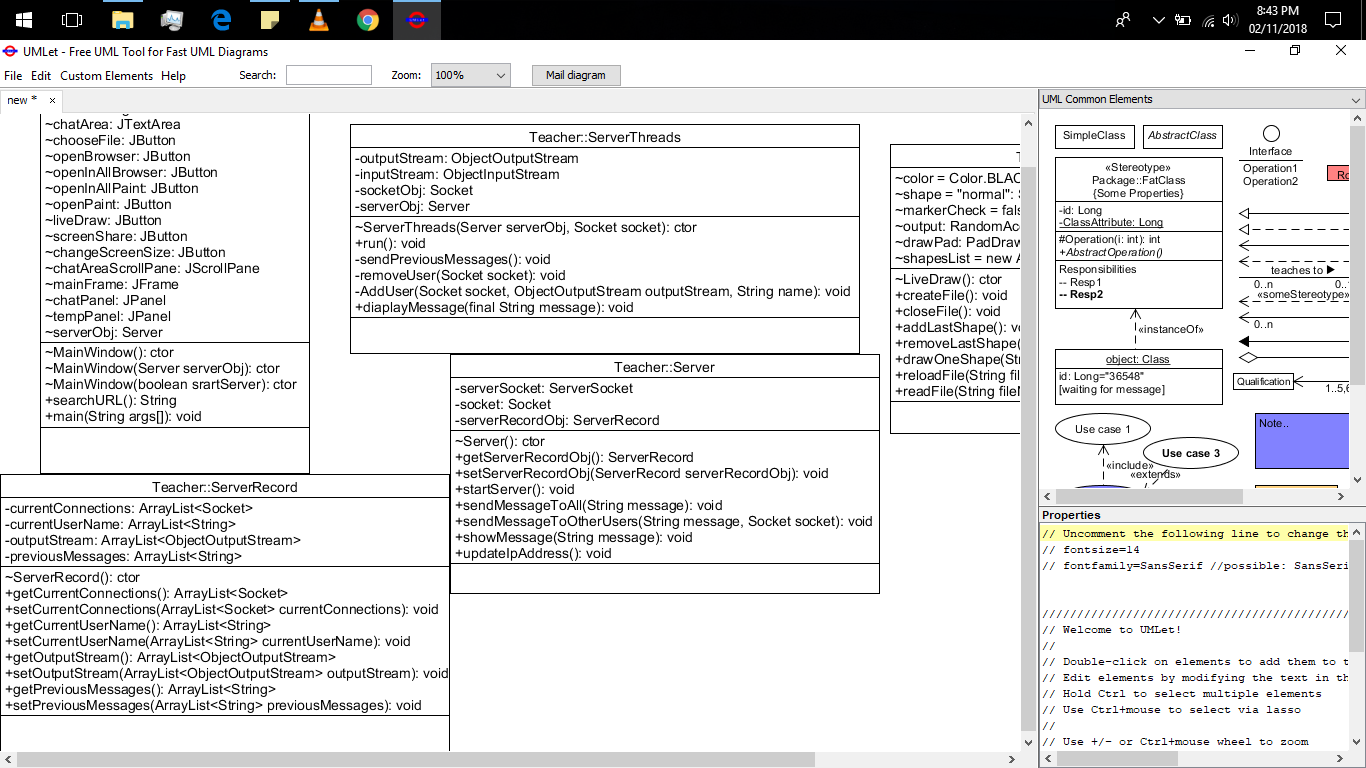 8:43 PM
02/11/2018
UMLet - Free UML Tool for Fast UML Diagrams
File Edit Custom Elements Help Search: Zoom: 100% Mail diagram
new *
~chatArea: JTextArea
~chooseFile: JButton
~openBrowser: JButton
~openInAllBrowser: JButton
~openInAllPaint: JButton
~openPaint: JButton
~liveDraw: JButton
~screenShare: JButton
~changeScreenSize: JButton
~chatAreaScrollPane: JScrollPane
~mainFrame: JFrame
~chatPanel: JPanel
~tempPanel: JPanel
~serverObj: Server
~MainWindow(): ctor
~MainWindow(Server serverObj): ctor
~MainWindow(boolean srartServer): ctor
+searchURL(): String
+main(String args[]): void
Teacher::ServerThreads
-outputStream: ObjectOutputStream
-inputStream: ObjectInputStream
-socketObj: Socket
-serverObj: Server
~ServerThreads(Server serverObj, Socket socket): ctor
+run(): void
-sendPreviousMessages(): void
-removeUser(Socket socket): void
-AddUser(Socket socket, ObjectOutputStream outputStream, String name): void
+diaplayMessage(final String message): void
~color = Color.BLAC
~shape = "normal":
~markerCheck = fals
~output: RandomAcc
~drawPad: PadDraw
~shapesList = new A
~LiveDraw(): ctor
+createFile(): void
+closeFile(): void
+addLastShape():
+removeLastShape(
+drawOneShape(St
+reloadFile(String fil
+readFile(String fileN
Teacher::Server
-serverSocket: ServerSocket
-socket: Socket
-serverRecordObj: ServerRecord
~Server(): ctor
+getServerRecordObj(): ServerRecord
+setServerRecordObj(ServerRecord serverRecordObj): void
+startServer(): void
+sendMessageToAll(String message): void
+sendMessageToOtherUsers(String message, Socket socket): void
+showMessage(String message): void
+updateIpAddress(): void
Teacher::ServerRecord
-currentConnections: ArrayList<Socket>
-currentUserName: ArrayList<String>
-outputStream: ArrayList<ObjectOutputStream>
-previousMessages: ArrayList<String>
~ServerRecord(): ctor
+getCurrentConnections(): ArrayList<Socket>
+setCurrentConnections(ArrayList<Socket> currentConnections): void
+getCurrentUserName(): ArrayList<String>
+setCurrentUserName(ArrayList<String> currentUserName): void
+getOutputStream(): ArrayList<ObjectOutputStream>
+setOutputStream(ArrayList<ObjectOutputStream> outputStream): void
+getPreviousMessages(): ArrayList<String>
+setPreviousMessages(ArrayList<String> previousMessages): void
UML Common Elements
SimpleClass
AbstractClass
Interface
Operation1
Operation2
Ro
«Stereotype»
Package::FatClass
{Some Properties}
-id: Long
-ClassAttribute: Long
#Operation(i: int): int
+AbstractOperation()
Responsibilities
-- Resp1
-- Resp2
teaches to
0..n 0..
«someStereotype»
0..n
«instanceOf»
object: Class
id: Long="36548"
[waiting for message]
Qualification
1..5,6
Use case 1
Note..
Use case 3
«include»
«extends»
Properties
// Uncomment the following line to change th
// fontsize=14
// fontfamily=SansSerif //possible: SansSeri
////////////////////////////////////////////
// Welcome to UMLet!
//
// Double-click on elements to add them to t
// Edit elements by modifying the text in th
// Hold Ctrl to select multiple elements
// Use Ctrl+mouse to select via lasso
//
// Use +/- or Ctrl+mouse wheel to zoom